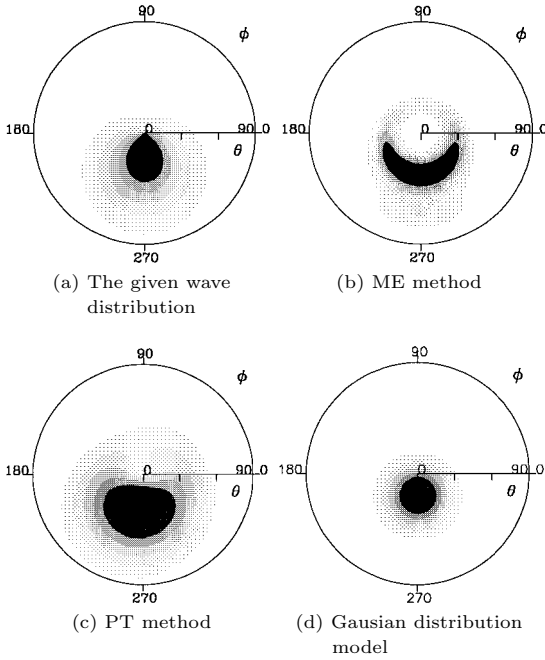 90
φ
180
0
90
0
θ
270
(a) The given wave
distribution
90
φ
180
0
90
0
θ
270
(b) ME method
90
φ
180
0
90
0
θ
270
(c) PT method
90
φ
180
0
90
0
θ
270
(d) Gausian distribution
model